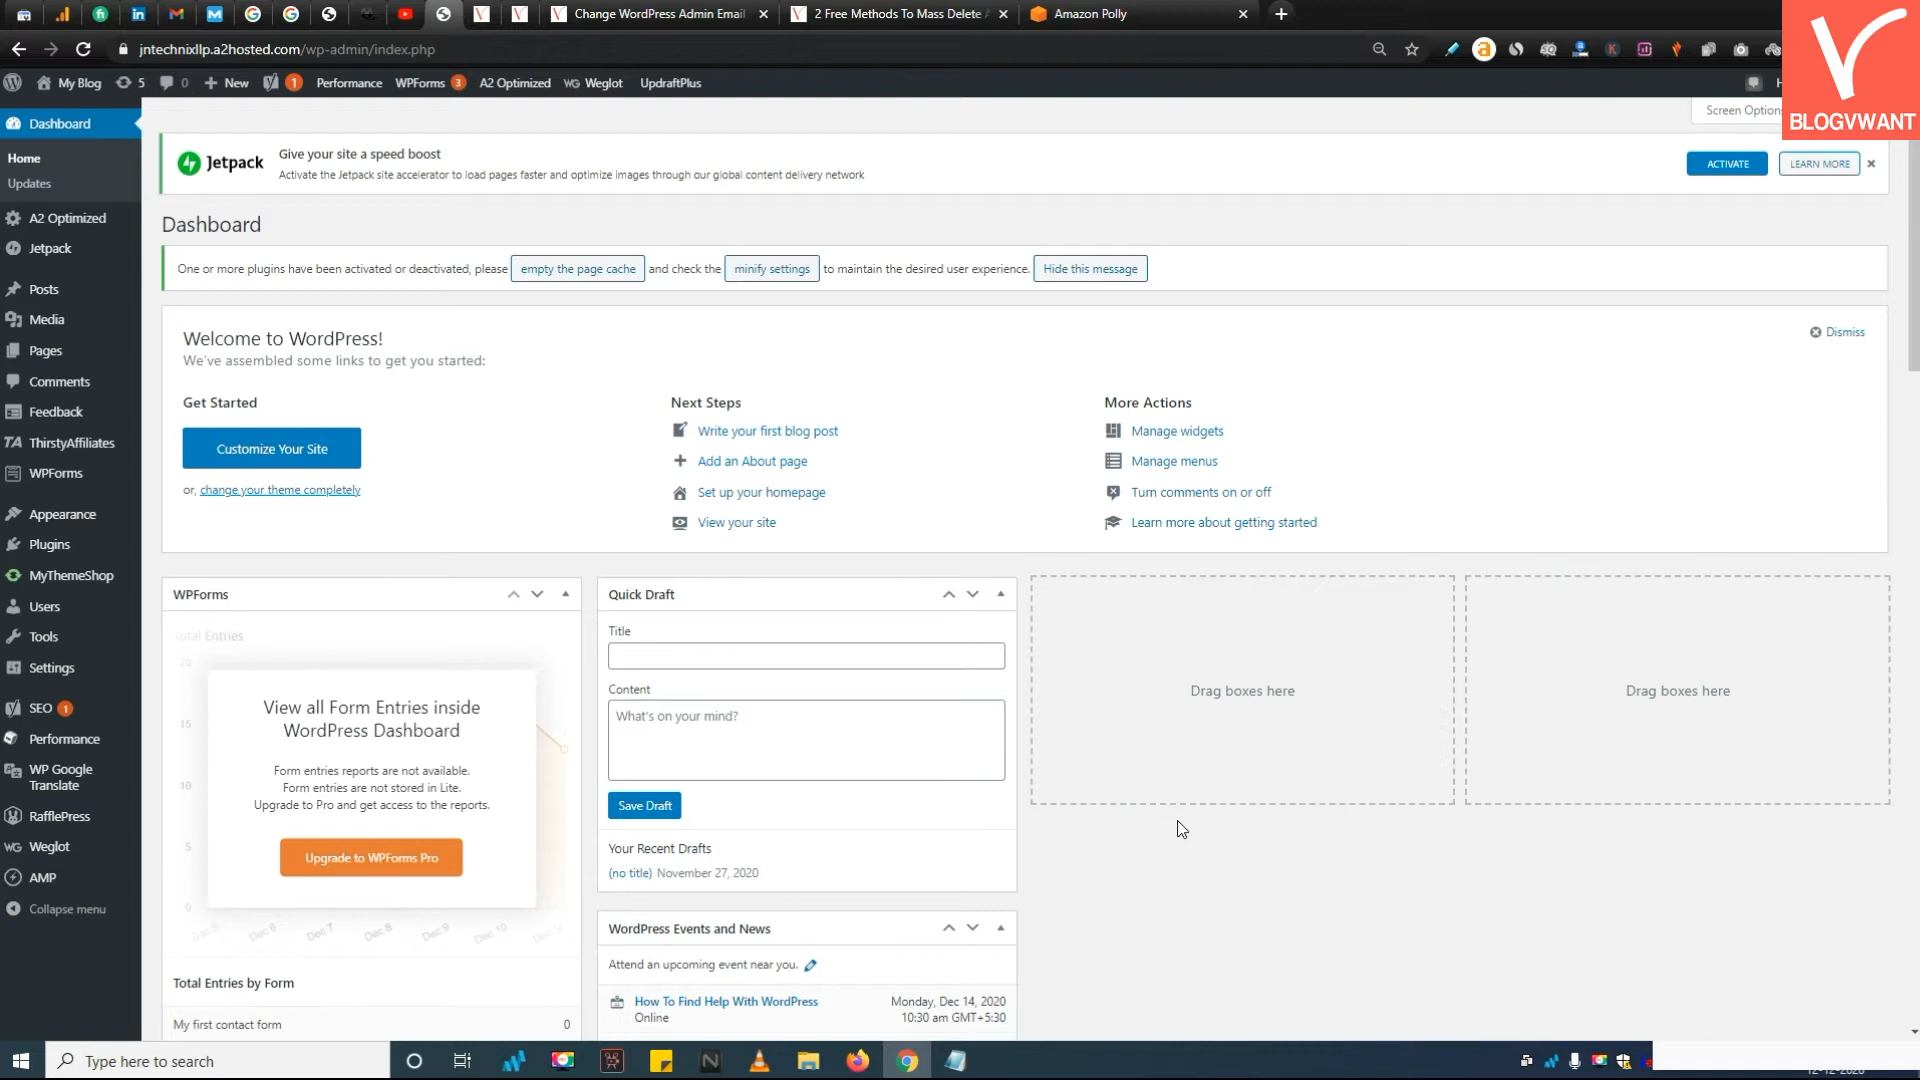 Change WordPress Admin Email
2 Free Methods To Mass Delete
Amazon Polly
jntechnixllp.a2hosted.com/wp-admin/index.php
My Blog
5
0
New
1
Performance
WPForms
3
A2 Optimized
WG Weglot
UpdraftPlus
BLOGVWANT
Screen Options
Dashboard
Home
Updates
A2 Optimized
Jetpack
Posts
Media
Pages
Comments
Feedback
TA ThirstyAffiliates
WPForms
Appearance
Plugins
MyThemeShop
Users
Tools
Settings
SEO 1
Performance
WP Google
Translate
RafflePress
WG Weglot
AMP
Collapse menu
Jetpack
Give your site a speed boost
Activate the Jetpack site accelerator to load pages faster and optimize images through our global content delivery network
ACTIVATE
LEARN MORE
Dashboard
One or more plugins have been activated or deactivated, please empty the page cache and check the minify settings to maintain the desired user experience. Hide this message
Welcome to WordPress!
We've assembled some links to get you started:
Dismiss
Get Started
Customize Your Site
or, change your theme completely
Next Steps
Write your first blog post
Add an About page
Set up your homepage
View your site
More Actions
Manage widgets
Manage menus
Turn comments on or off
Learn more about getting started
WPForms
Total Entries
20
15
10
5
0
View all Form Entries inside
WordPress Dashboard
Form entries reports are not available.
Form entries are not stored in Lite.
Upgrade to Pro and get access to the reports.
Upgrade to WPForms Pro
Dec 5
Dec 6
Dec 7
Dec 8
Dec 9
Dec 10
Total Entries by Form
My first contact form
0
Quick Draft
Title
Content
What's on your mind?
Save Draft
Your Recent Drafts
(no title) November 27, 2020
WordPress Events and News
Attend an upcoming event near you.
How To Find Help With WordPress
Online
Monday, Dec 14, 2020
10:30 am GMT+5:30
Drag boxes here
Drag boxes here
Type here to search
12-12-2020